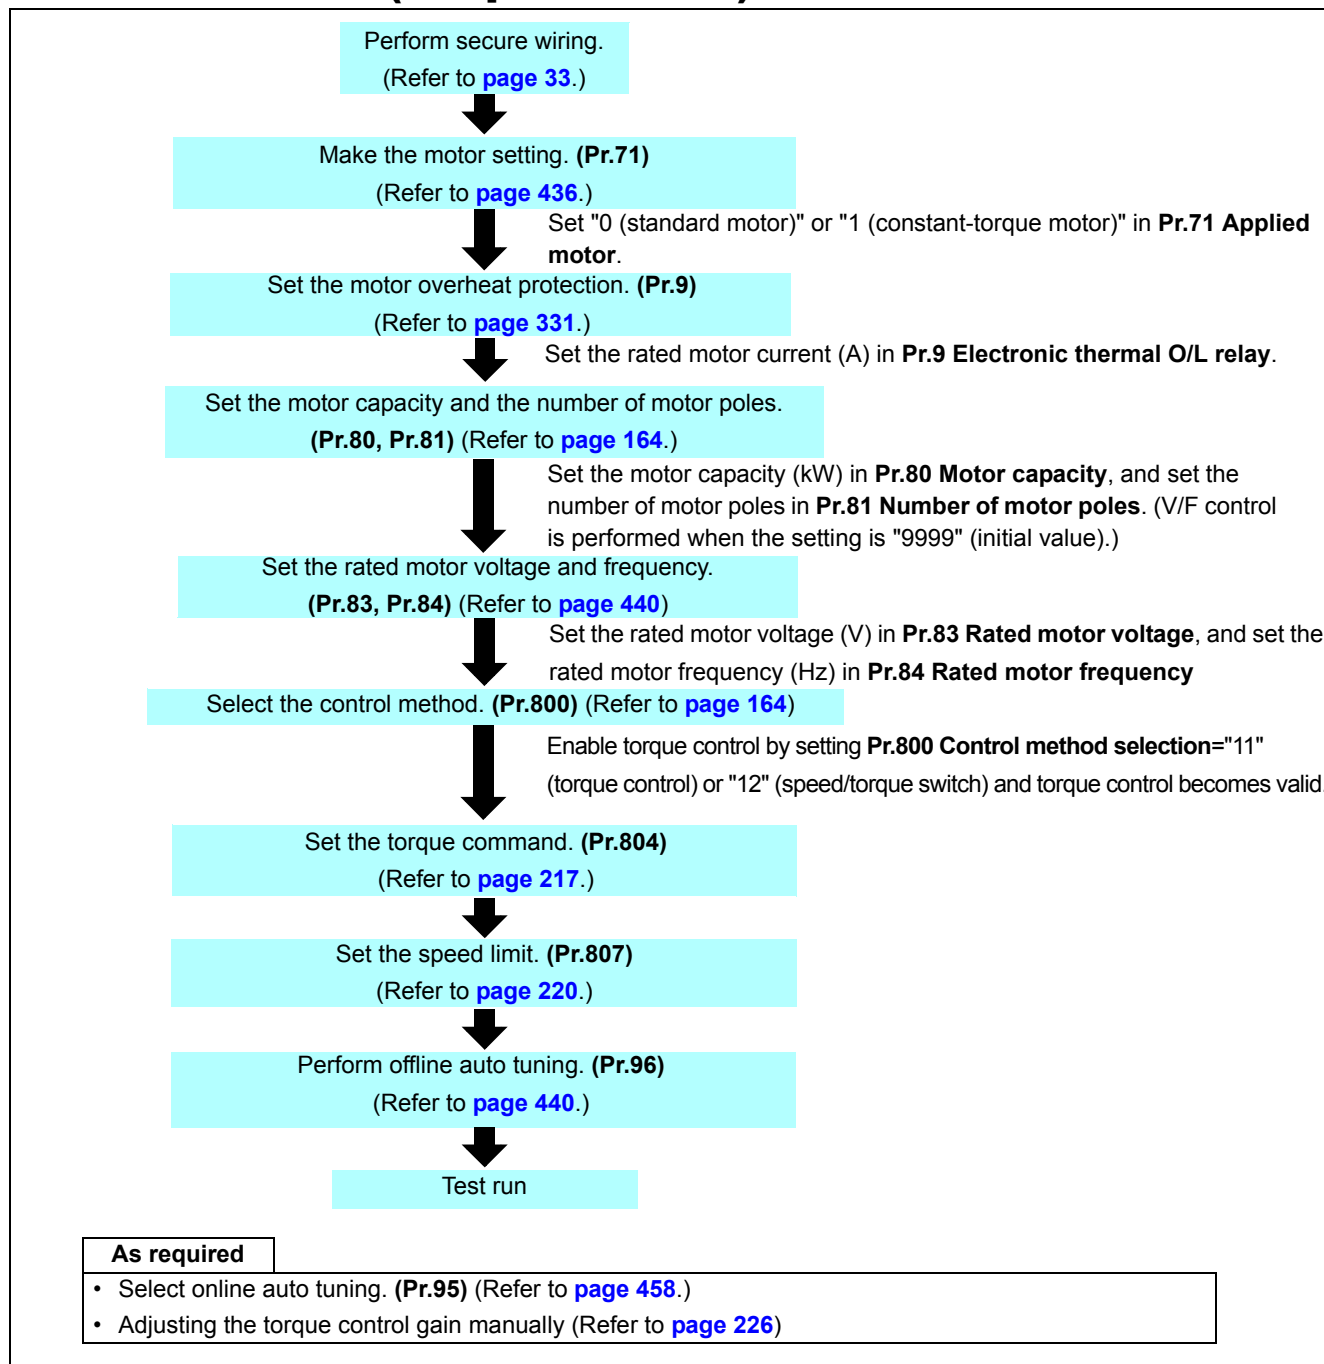 Perform secure wiring.
(Refer to page 33.)
Make the motor setting. (Pr.71)
(Refer to page 436.)
Set "0 (standard motor)" or "1 (constant-torque motor)" in Pr.71 Applied
motor.
Set the motor overheat protection. (Pr.9)
(Refer to page 331.)
Set the rated motor current (A) in Pr.9 Electronic thermal O/L relay.
Set the motor capacity and the number of motor poles.
(Pr.80, Pr.81) (Refer to page 164.)
Set the motor capacity (kW) in Pr.80 Motor capacity, and set the
number of motor poles in Pr.81 Number of motor poles. (V/F control
is performed when the setting is "9999" (initial value).)
Set the rated motor voltage and frequency.
(Pr.83, Pr.84) (Refer to page 440)
Set the rated motor voltage (V) in Pr.83 Rated motor voltage, and set the
rated motor frequency (Hz) in Pr.84 Rated motor frequency
Select the control method. (Pr.800) (Refer to page 164)
Enable torque control by setting Pr.800 Control method selection="11"
(torque control) or "12" (speed/torque switch) and torque control becomes valid.
Set the torque command. (Pr.804)
(Refer to page 217.)
Set the speed limit. (Pr.807)
(Refer to page 220.)
Perform offline auto tuning. (Pr.96)
(Refer to page 440.)
Test run
As required
• Select online auto tuning. (Pr.95) (Refer to page 458.)
• Adjusting the torque control gain manually (Refer to page 226)